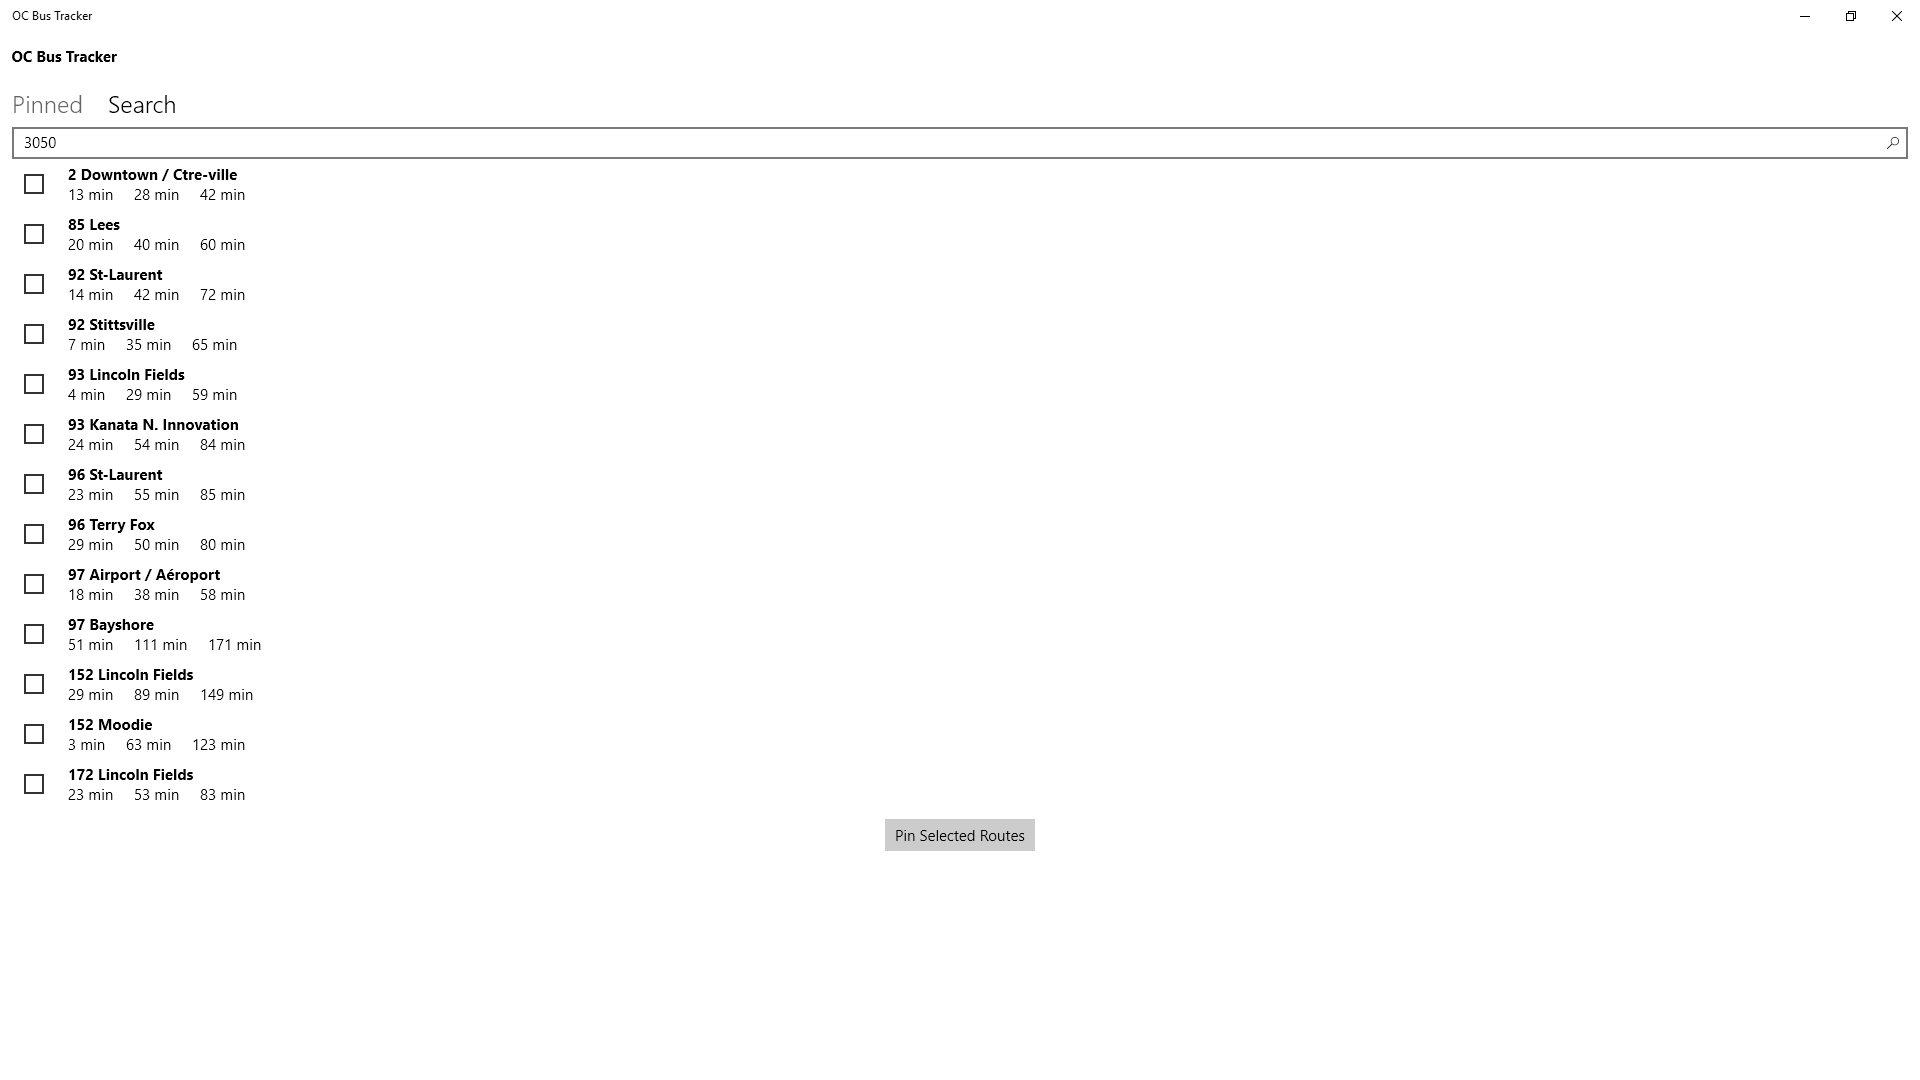 OC Bus Tracker
OC Bus Tracker
Pinned Search
3050
2 Downtown / Ctre-ville
13 min 28 min 42 min
85 Lees
20 min 40 min 60 min
92 St-Laurent
14 min 42 min 72 min
92 Stittsville
7 min 35 min 65 min
93 Lincoln Fields
4 min 29 min 59 min
93 Kanata N. Innovation
24 min 54 min 84 min
96 St-Laurent
23 min 55 min 85 min
96 Terry Fox
29 min 50 min 80 min
97 Airport / Aéroport
18 min 38 min 58 min
97 Bayshore
51 min 111 min 171 min
152 Lincoln Fields
29 min 89 min 149 min
152 Moodie
3 min 63 min 123 min
172 Lincoln Fields
23 min 53 min 83 min
Pin Selected Routes